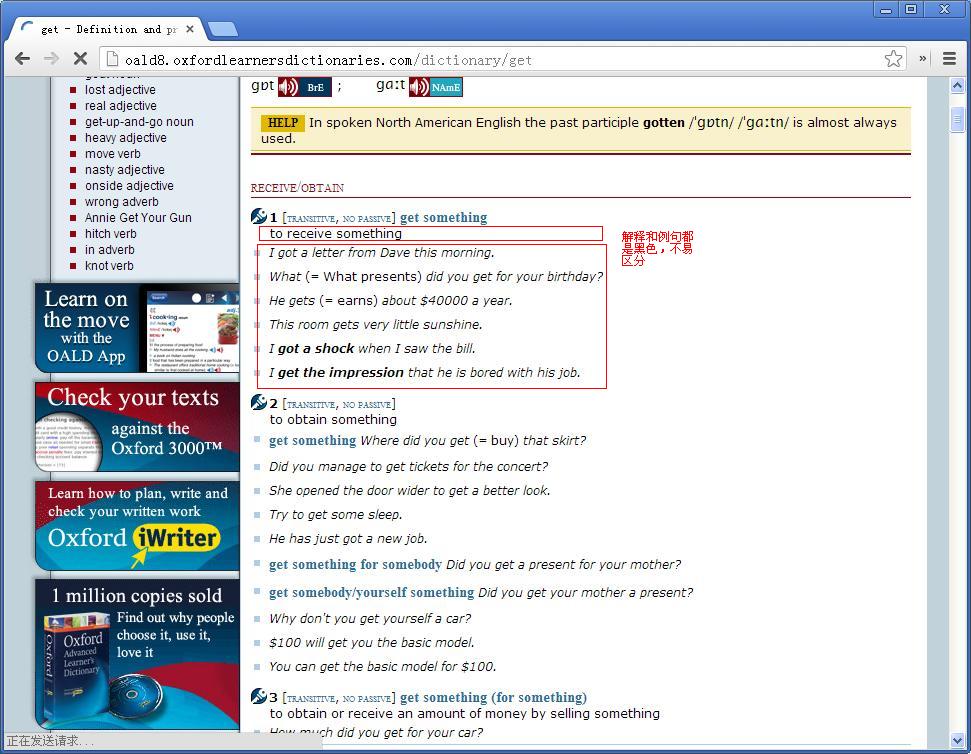 get - Definition and pr
oald8.oxfordlearnersdictionaries.com/dictionary/get
lost adjective
real adjective
get-up-and-go noun
heavy adjective
move verb
nasty adjective
onside adjective
wrong adverb
Annie Get Your Gun
hitch verb
in adverb
knot verb
Learn on
the move
with the
OALD App
Check your texts
against the
Oxford 3000™
Learn how to plan, write and
check your written work
Oxford iWriter
1 million copies sold
Find out why people
choose it, use it,
love it
Oxford
Advanced
Learner's
Dictionary
ɡɒt BrE ; ɡɑːt NAmE
HELP In spoken North American English the past participle gotten /ˈɡɒtn/ /ˈɡɑːtn/ is almost always
used.
RECEIVE/OBTAIN
1 [TRANSITIVE, NO PASSIVE] get something
to receive something
I got a letter from Dave this morning.
What (= What presents) did you get for your birthday?
He gets (= earns) about $40000 a year.
This room gets very little sunshine.
I got a shock when I saw the bill.
I get the impression that he is bored with his job.
解释和例句都
是黑色，不易
区分
2 [TRANSITIVE, NO PASSIVE]
to obtain something
get something Where did you get (= buy) that skirt?
Did you manage to get tickets for the concert?
She opened the door wider to get a better look.
Try to get some sleep.
He has just got a new job.
get something for somebody Did you get a present for your mother?
get somebody/yourself something Did you get your mother a present?
Why don't you get yourself a car?
$100 will get you the basic model.
You can get the basic model for $100.
3 [TRANSITIVE, NO PASSIVE] get something (for something)
to obtain or receive an amount of money by selling something
How much did you get for your car?
正在发送请求...